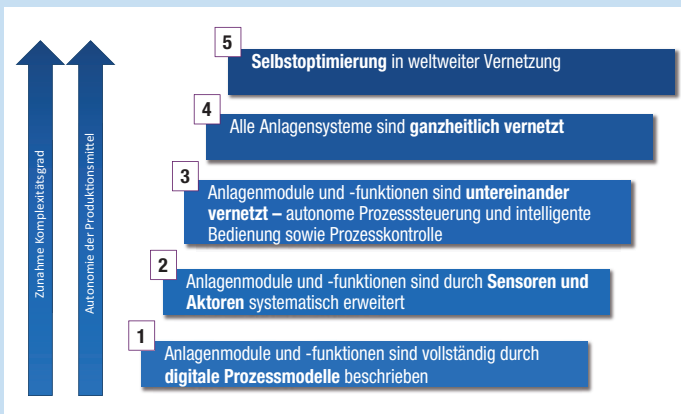 Zunahme Komplexitätsgrad
Autonomie der Produktionsmittel
5
Selbstoptimierung in weltweiter Vernetzung
4
Alle Anlagensysteme sind ganzheitlich vernetzt
3
Anlagenmodule und -funktionen sind untereinander
vernetzt – autonome Prozesssteuerung und intelligente
Bedienung sowie Prozesskontrolle
2
Anlagenmodule und -funktionen sind durch Sensoren und
Aktoren systematisch erweitert
1
Anlagenmodule und -funktionen sind vollständig durch
digitale Prozessmodelle beschrieben